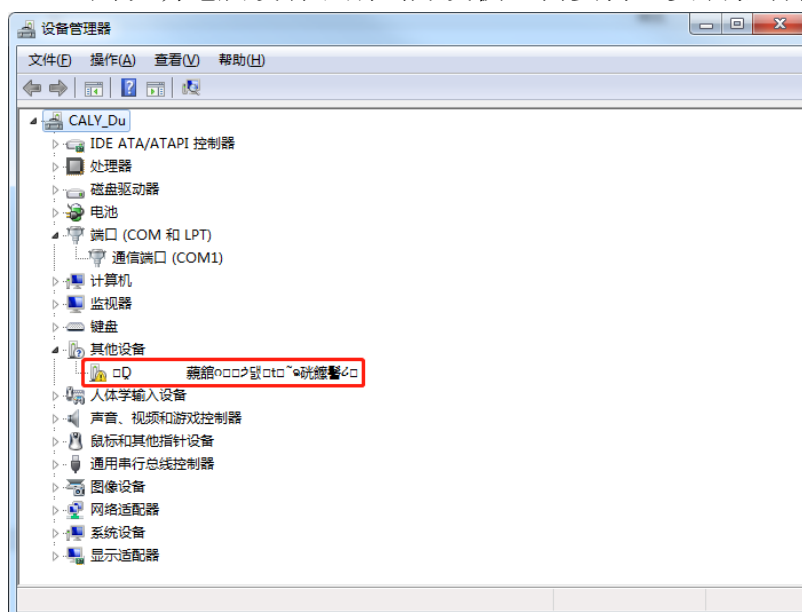 设备管理器
文件(F) 操作(A) 查看(V) 帮助(H)
CALY_Du
IDE ATA/ATAPI 控制器
处理器
磁盘驱动器
电池
端口 (COM 和 LPT)
通信端口 (COM1)
计算机
监视器
键盘
其他设备
人体学输入设备
声音、视频和游戏控制器
鼠标和其他指针设备
通用串行总线控制器
图像设备
网络适配器
系统设备
显示适配器